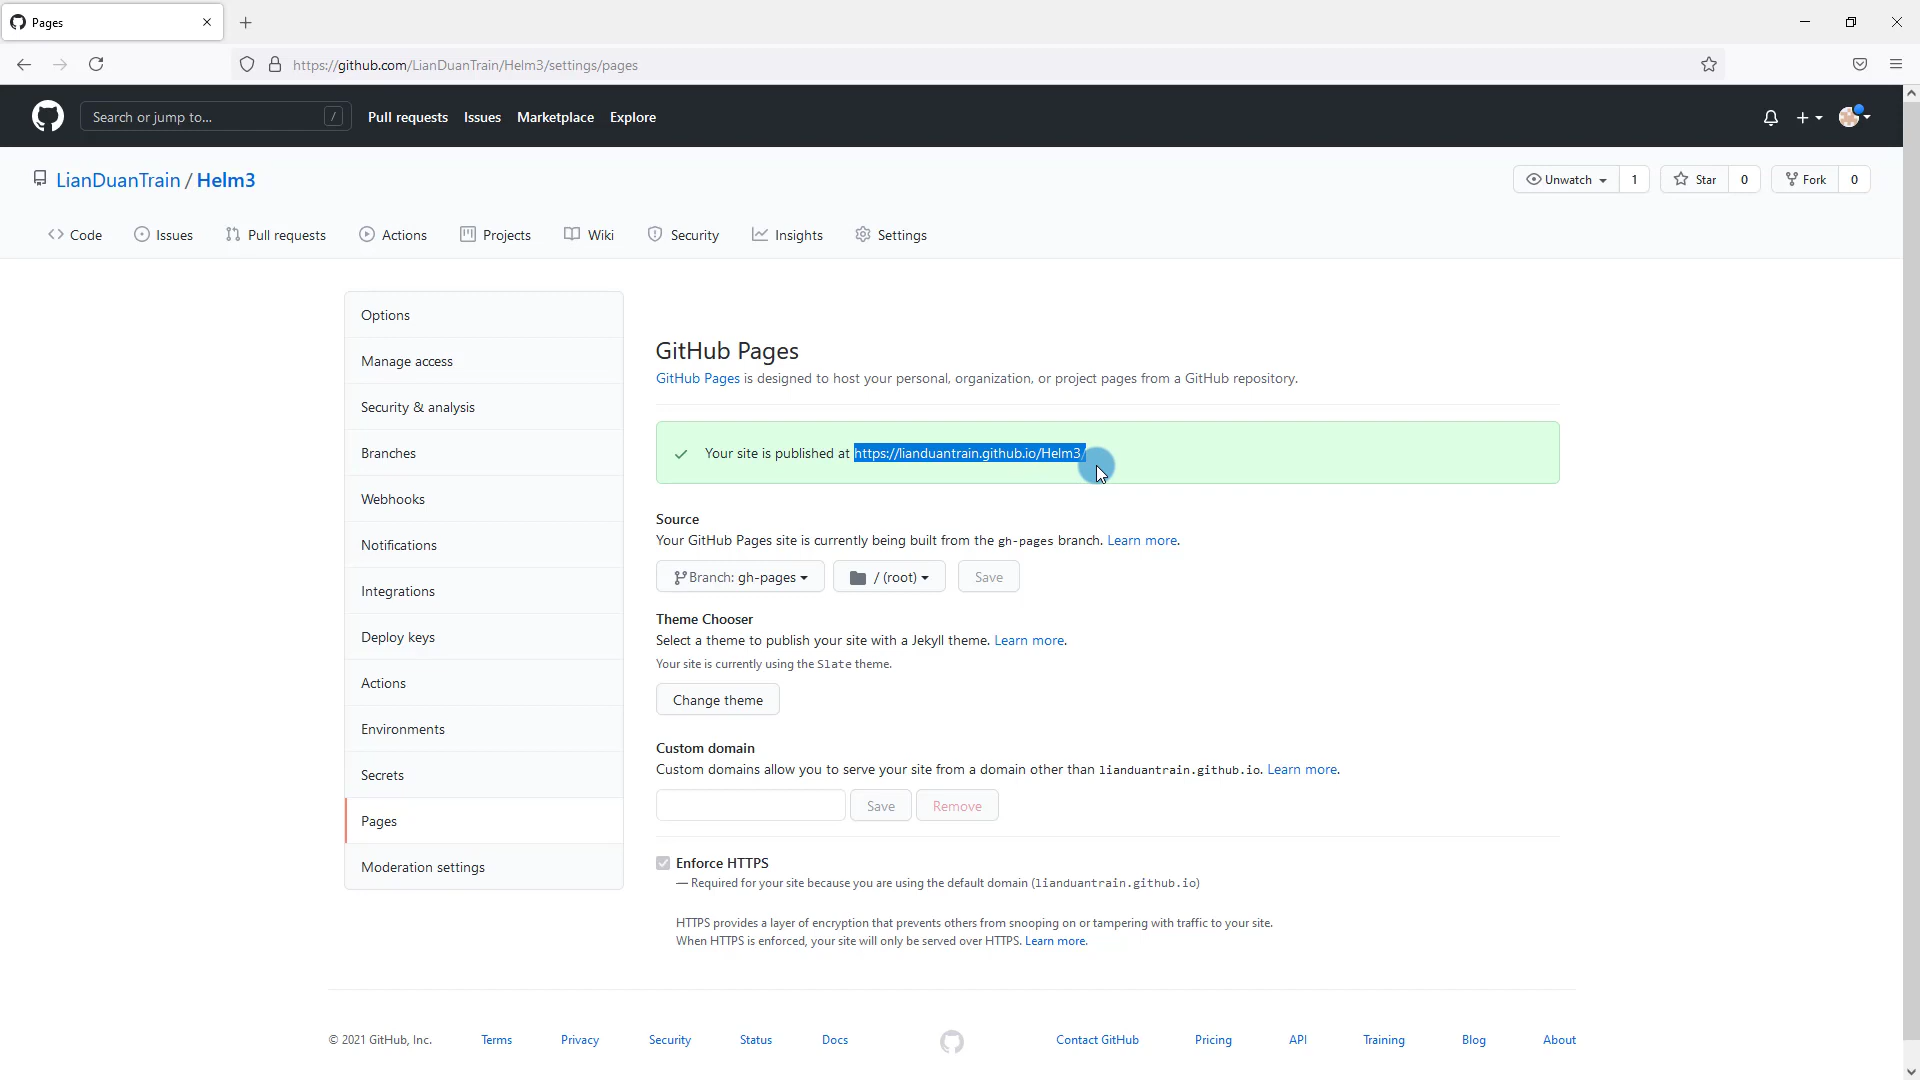 Pages
https://github.com/LianDuanTrain/Helm3/settings/pages
Search or jump to... /
Pull requests Issues Marketplace Explore
LianDuanTrain / Helm3
Unwatch 1 Star 0 Fork 0
Code Issues Pull requests Actions Projects Wiki Security Insights Settings
Options
Manage access
Security & analysis
Branches
Webhooks
Notifications
Integrations
Deploy keys
Actions
Environments
Secrets
Pages
Moderation settings
GitHub Pages
GitHub Pages is designed to host your personal, organization, or project pages from a GitHub repository.
Your site is published at https://lianduantrain.github.io/Helm3/
Source
Your GitHub Pages site is currently being built from the gh-pages branch. Learn more.
Branch: gh-pages / (root) Save
Theme Chooser
Select a theme to publish your site with a Jekyll theme. Learn more.
Your site is currently using the Slate theme.
Change theme
Custom domain
Custom domains allow you to serve your site from a domain other than lianduantrain.github.io. Learn more.
Save Remove
Enforce HTTPS
— Required for your site because you are using the default domain (lianduantrain.github.io)
HTTPS provides a layer of encryption that prevents others from snooping on or tampering with traffic to your site.
When HTTPS is enforced, your site will only be served over HTTPS. Learn more.
© 2021 GitHub, Inc. Terms Privacy Security Status Docs Contact GitHub Pricing API Training Blog About